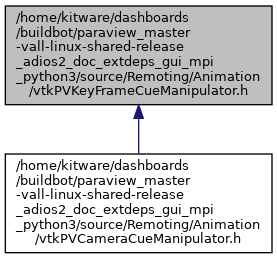 /home/kitware/dashboards
/buildbot/paraview_master
-vall-linux-shared-release
_adios2_doc_extdeps_gui_mpi
_python3/source/Remoting/Animation
/vtkPVKeyFrameCueManipulator.h
/home/kitware/dashboards
/buildbot/paraview_master
-vall-linux-shared-release
_adios2_doc_extdeps_gui_mpi
_python3/source/Remoting/Animation
/vtkPVCameraCueManipulator.h